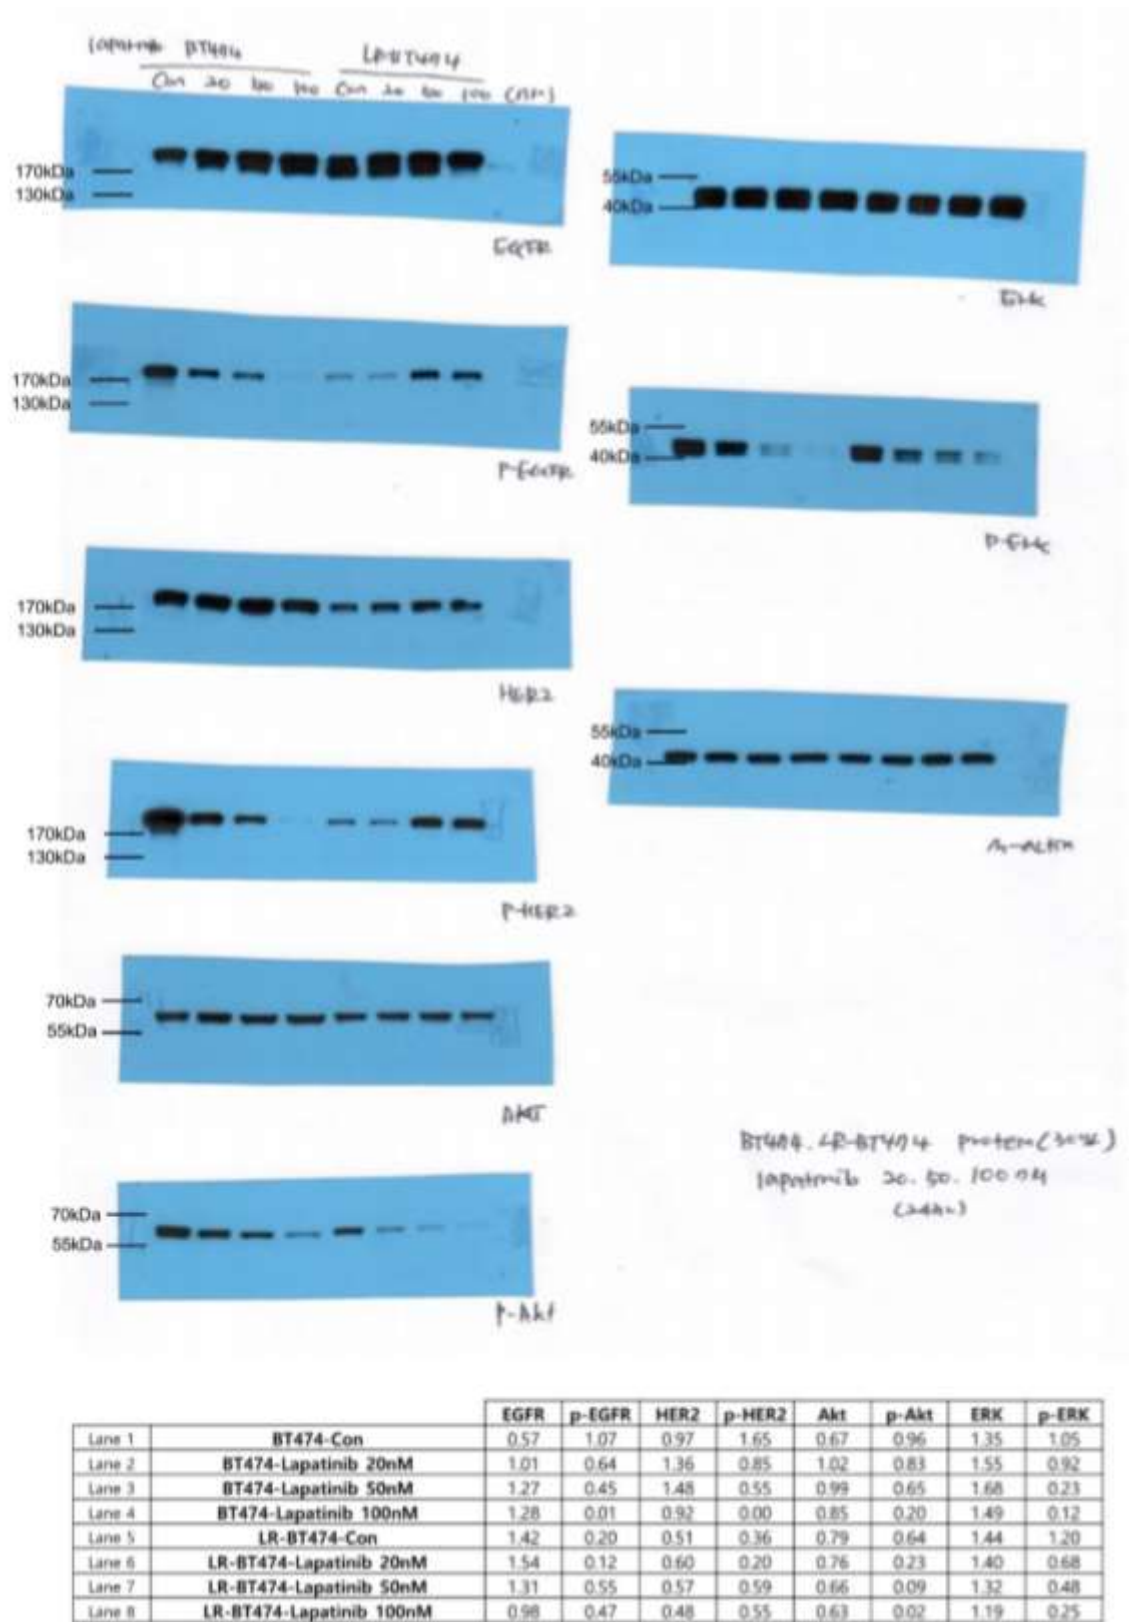 lapatinib BT474 LR-BT474
Con 20 50 100 Con 20 50 100 (nM)
170kDa
130kDa
EGFR
55kDa
40kDa
Erk
170kDa
130kDa
P-EGFR
55kDa
40kDa
P-Erk
170kDa
130kDa
HER2
55kDa
40kDa
170kDa
130kDa
P-HER2
70kDa
55kDa
AKT
BT474. LR-BT474 protein
lapatinib 20. 50. 100 nM
(24hr)
70kDa
55kDa
P-Akt
EGFR p-EGFR HER2 p-HER2 Akt p-Akt ERK p-ERK
Lane 1 BT474-Con 0.57 1.07 0.97 1.65 0.67 0.96 1.35 1.05
Lane 2 BT474-Lapatinib 20nM 1.01 0.64 1.36 0.85 1.02 0.83 1.55 0.92
Lane 3 BT474-Lapatinib 50nM 1.27 0.45 1.48 0.55 0.99 0.65 1.68 0.23
Lane 4 BT474-Lapatinib 100nM 1.28 0.01 0.92 0.00 0.85 0.20 1.49 0.12
Lane 5 LR-BT474-Con 1.42 0.20 0.51 0.36 0.79 0.64 1.44 1.20
Lane 6 LR-BT474-Lapatinib 20nM 1.54 0.12 0.60 0.20 0.76 0.23 1.40 0.68
Lane 7 LR-BT474-Lapatinib 50nM 1.31 0.55 0.57 0.59 0.66 0.09 1.32 0.48
Lane 8 LR-BT474-Lapatinib 100nM 0.98 0.47 0.48 0.55 0.63 0.02 1.19 0.25